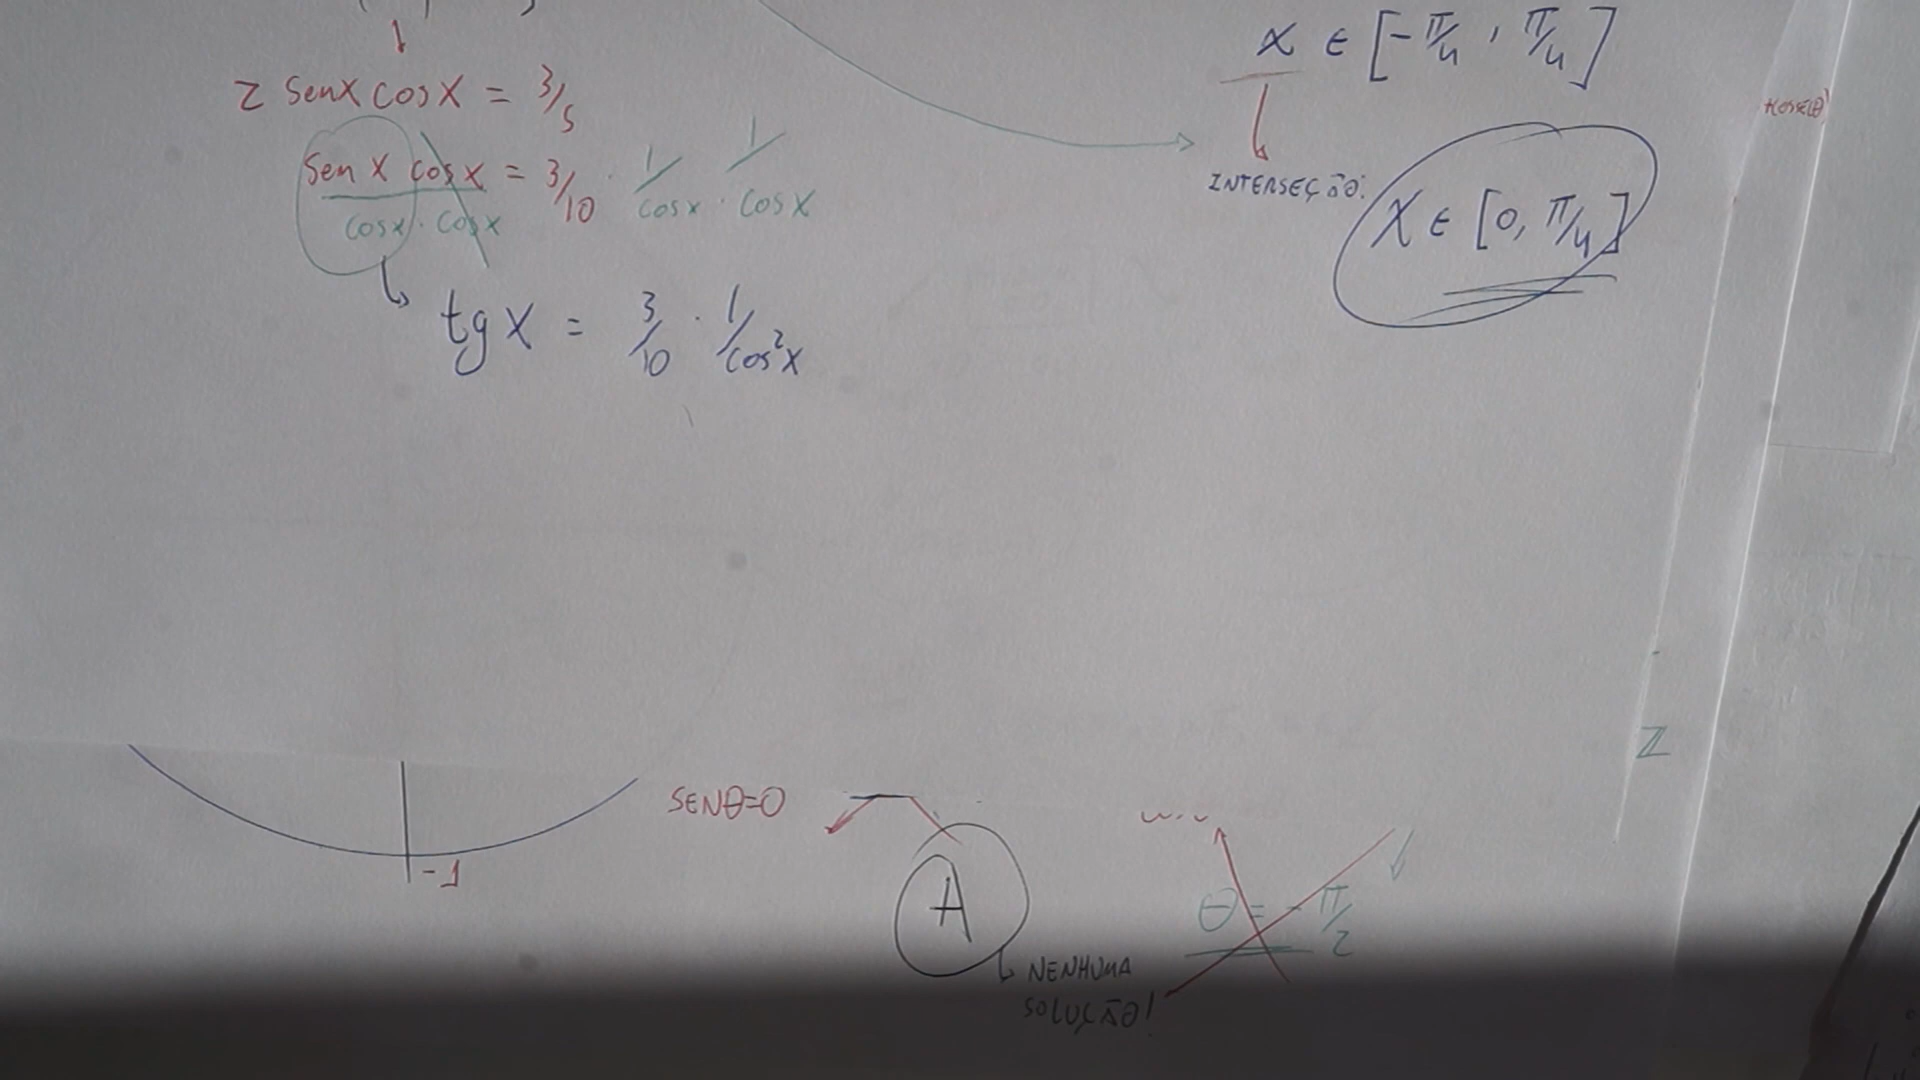 2 senx cosx = 3/5
sen x cosx / cosx · cosx = 3/10 · 1/cosx · 1/cosx
tg x = 3/10 · 1/cos²x
x ∈ [-π/4, π/4]
INTERSEÇÃO:
X ∈ [0, π/4]
Z
-1
SENθ=0
A
NENHUMA
SOLUÇÃO!
θ = -π/2